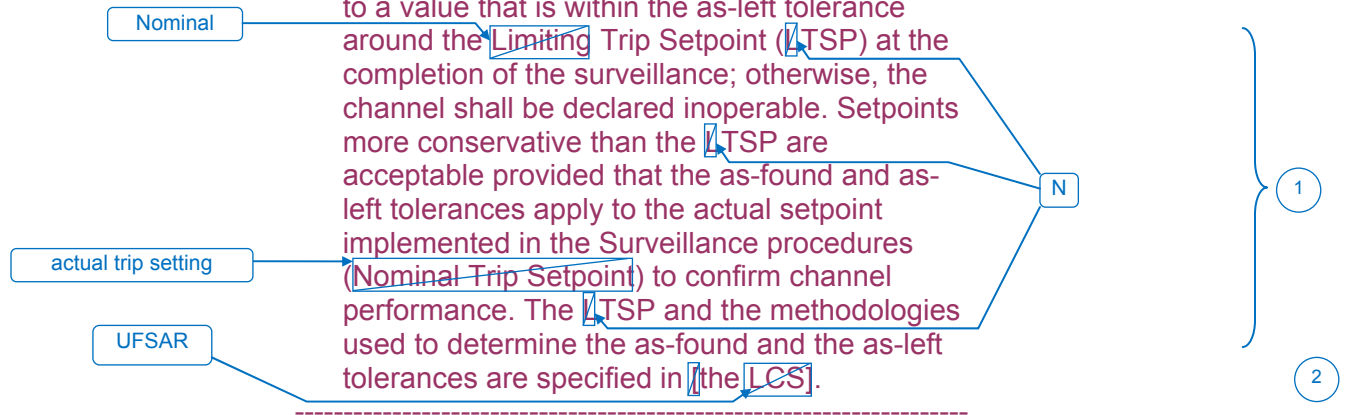 to a value that is within the as-left tolerance
Nominal
around the Limiting Trip Setpoint (LTSP) at the
completion of the surveillance; otherwise, the
channel shall be declared inoperable. Setpoints
more conservative than the LTSP are
acceptable provided that the as-found and as-
N
1
left tolerances apply to the actual setpoint
implemented in the Surveillance procedures
actual trip setting
(Nominal Trip Setpoint) to confirm channel
performance. The LTSP and the methodologies
UFSAR
used to determine the as-found and the as-left
tolerances are specified in [the LCS].
2
----------------------------------------------------------------------